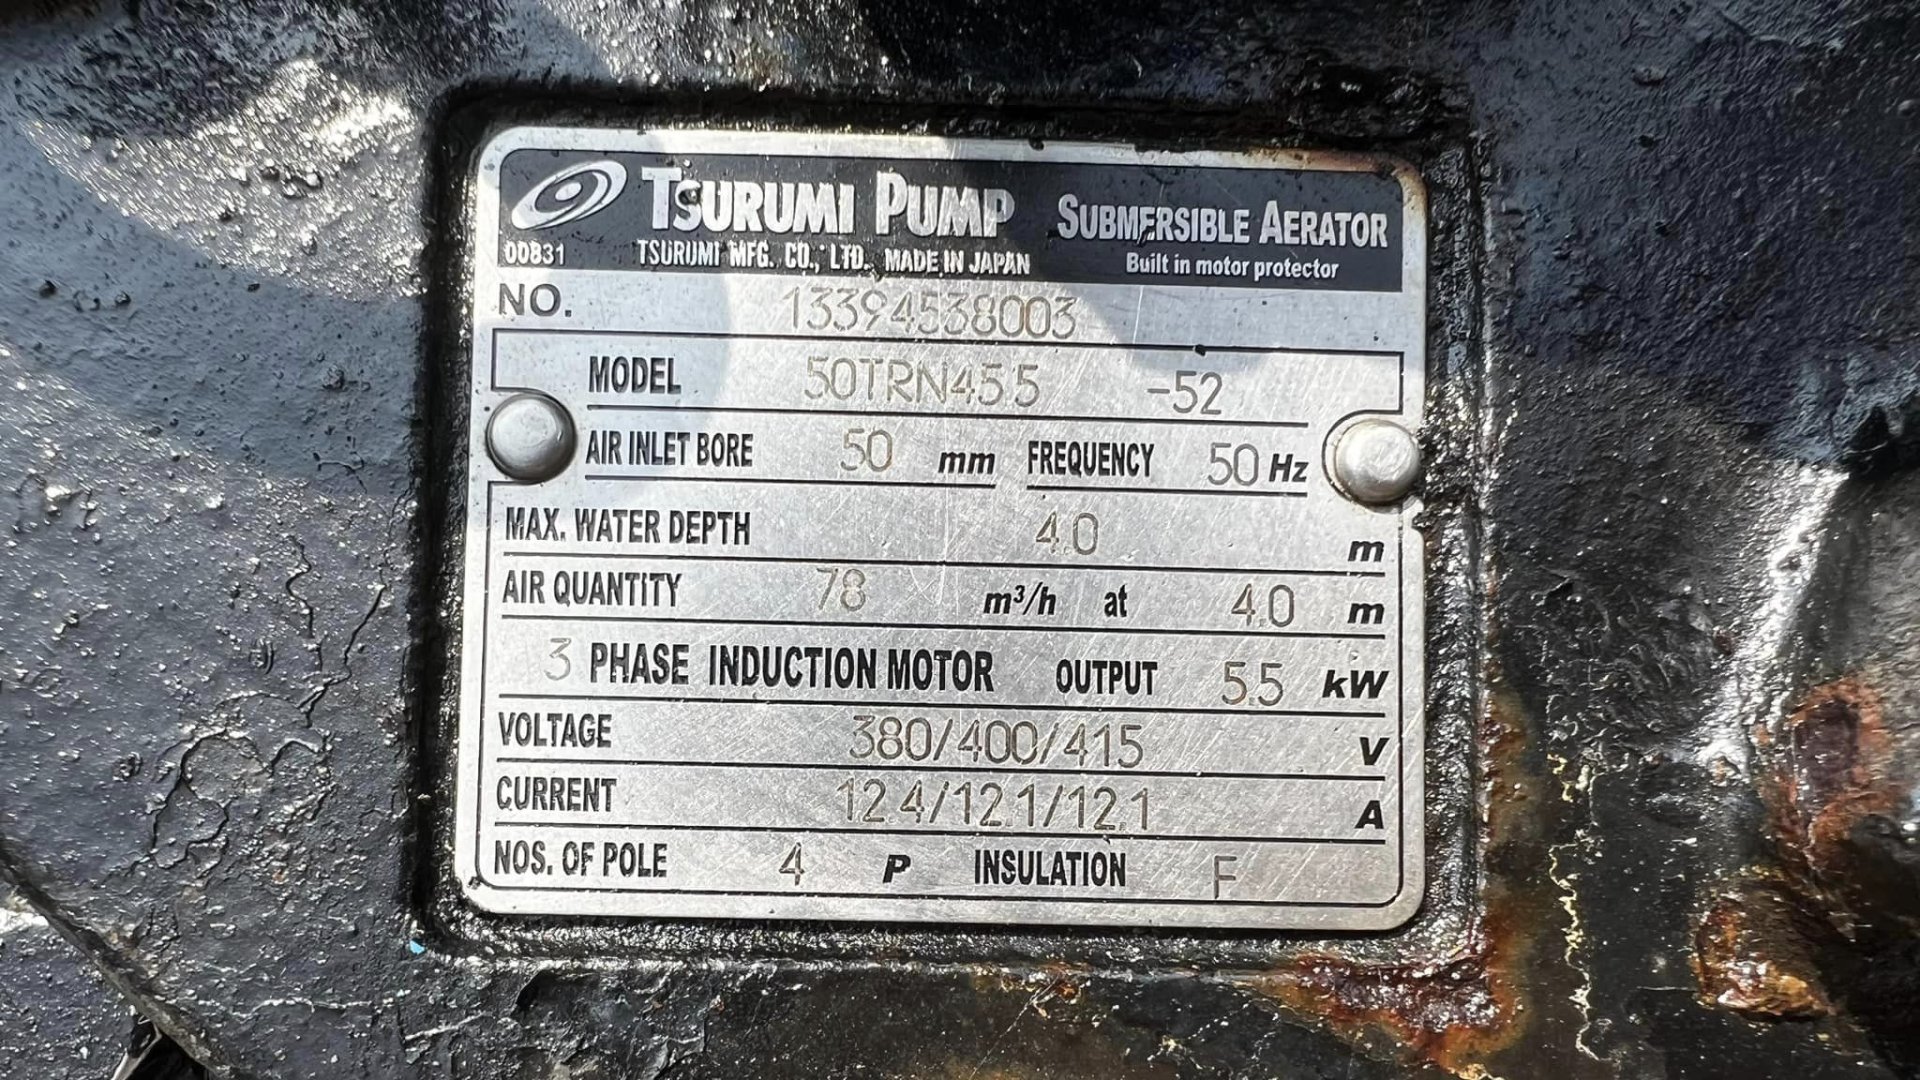 TSURUMI PUMP SUBMERSIBLE AERATOR
00831 TSURUMI MFG. CO., LTD. MADE IN JAPAN Built in motor protector
NO. 13394538003
MODEL 50TRN45.5 -52
AIR INLET BORE 50 mm FREQUENCY 50 Hz
MAX. WATER DEPTH 4.0 m
AIR QUANTITY 78 m³/h at 4.0 m
3 PHASE INDUCTION MOTOR OUTPUT 5.5 kW
VOLTAGE 380/400/415 V
CURRENT 12.4/12.1/12.1 A
NOS. OF POLE 4 P INSULATION F